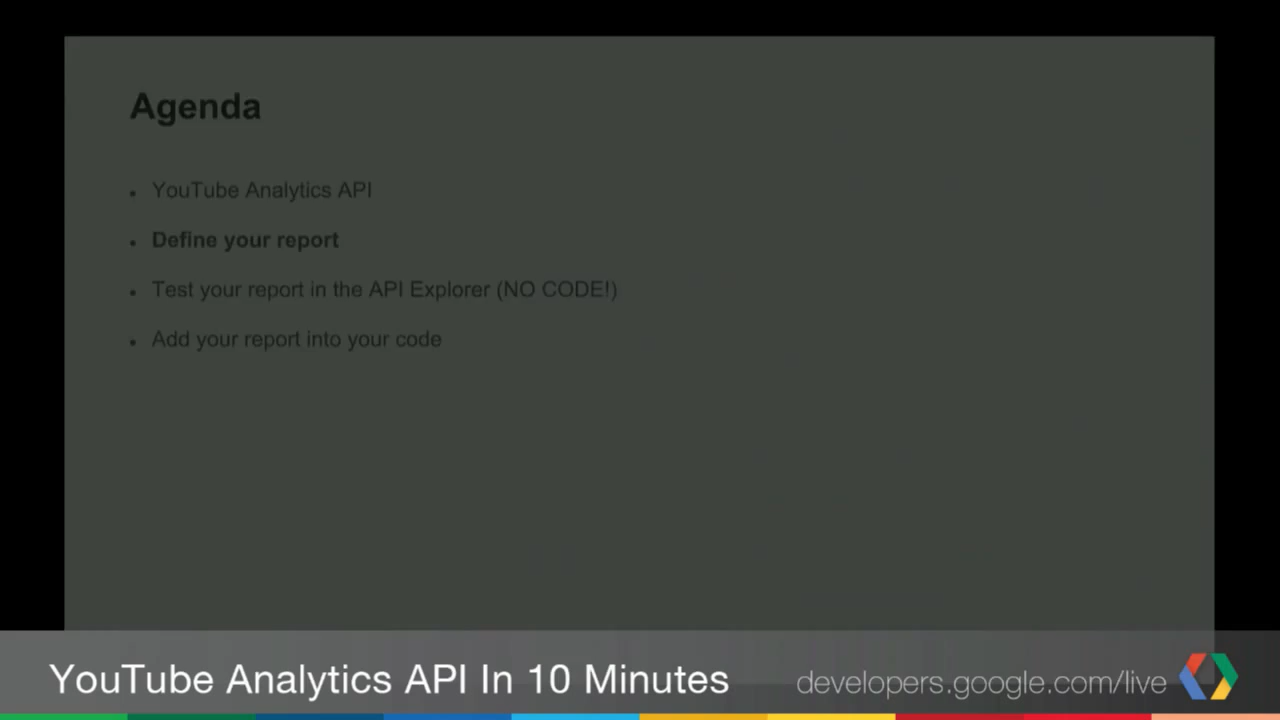 Agenda
• YouTube Analytics API
• Define your report
• Test your report in the API Explorer (NO CODE!)
• Add your report into your code
YouTube Analytics API In 10 Minutes
developers.google.com/live